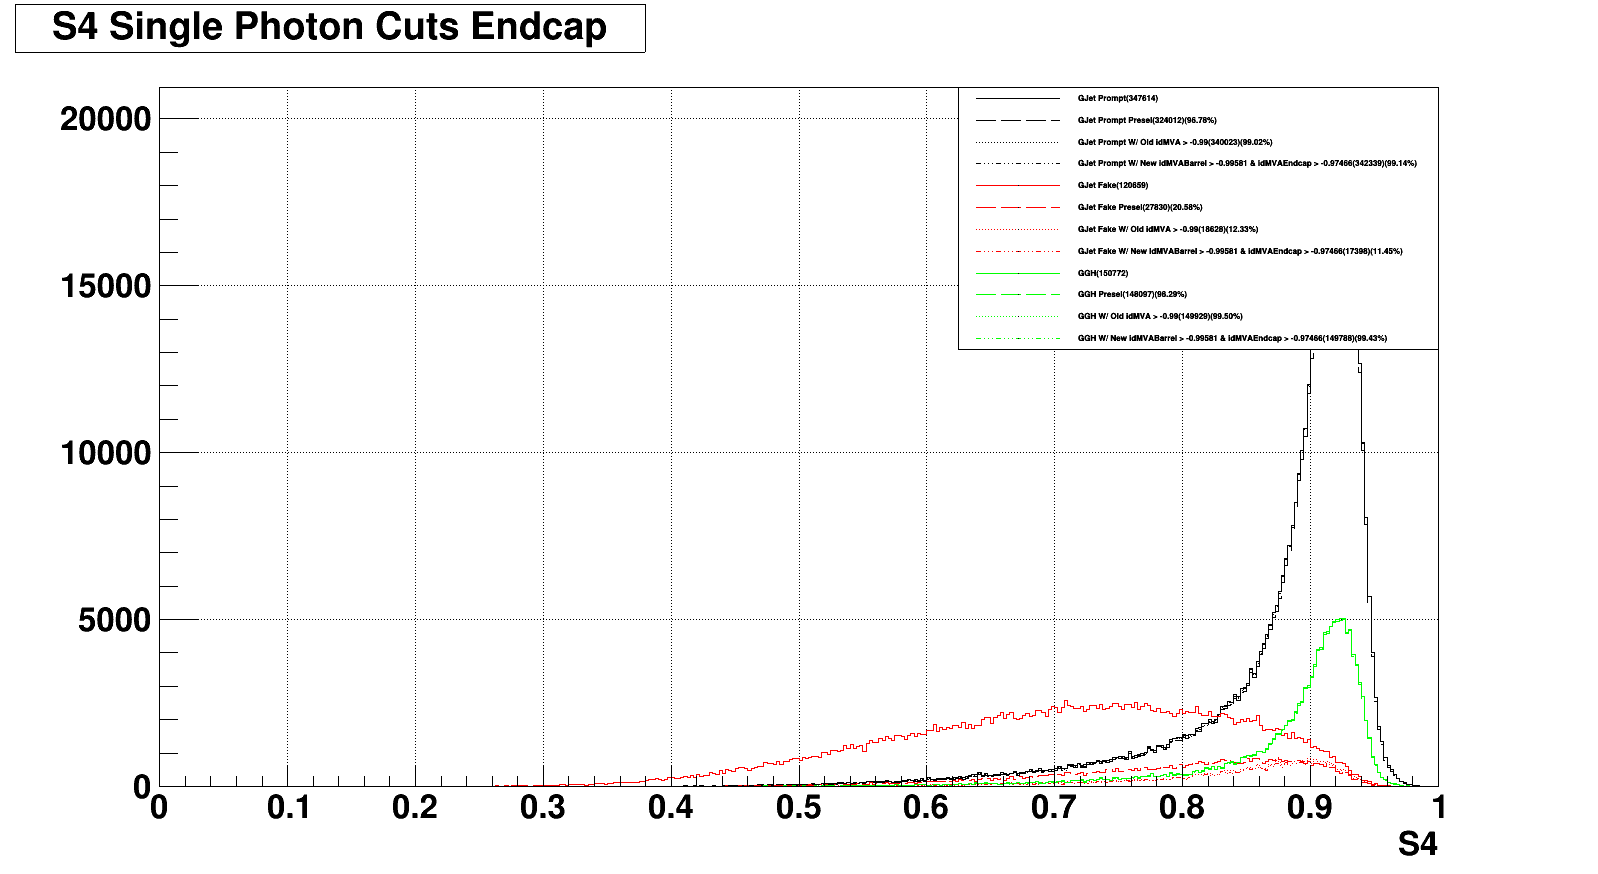 S4 Single Photon Cuts Endcap
20000
15000
10000
5000
0
GJet Prompt(347614)
GJet Prompt Presel(324012)(96.78%)
GJet Prompt W/ Old idMVA > -0.99(340023)(99.02%)
GJet Prompt W/ New idMVABarrel > -0.99581 & idMVAEndcap > -0.97466(342339)(99.14%)
GJet Fake(120659)
GJet Fake Presel(27830)(20.58%)
GJet Fake W/ Old idMVA > -0.99(18628)(12.33%)
GJet Fake W/ New idMVABarrel > -0.99581 & idMVAEndcap > -0.97466(17398)(11.45%)
GGH(150772)
GGH Presel(148097)(98.29%)
GGH W/ Old idMVA > -0.99(149929)(99.50%)
GGH W/ New idMVABarrel > -0.99581 & idMVAEndcap > -0.97466(149788)(99.43%)
0 0.1 0.2 0.3 0.4 0.5 0.6 0.7 0.8 0.9 1
S4